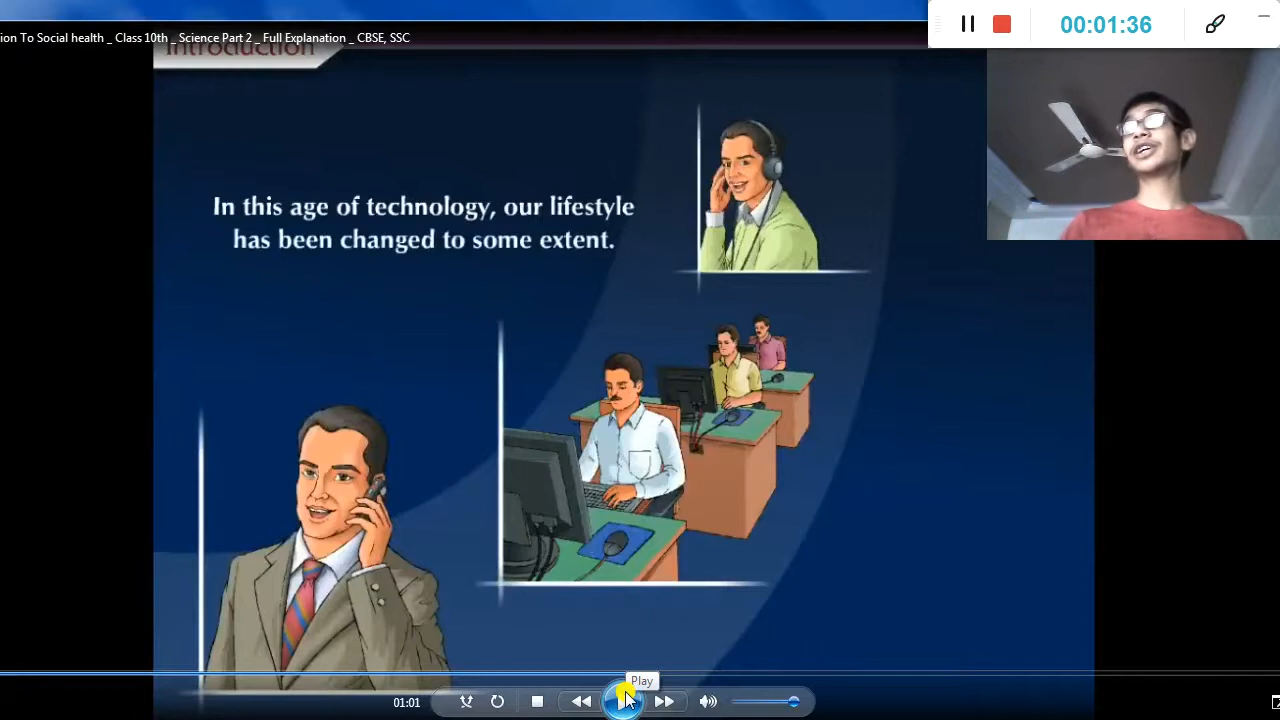 ion To Social health _ Class 10th _ Science Part 2 _ Full Explanation _ CBSE, SSC
00:01:36
Introduction
In this age of technology, our lifestyle
has been changed to some extent.
Play
01:01